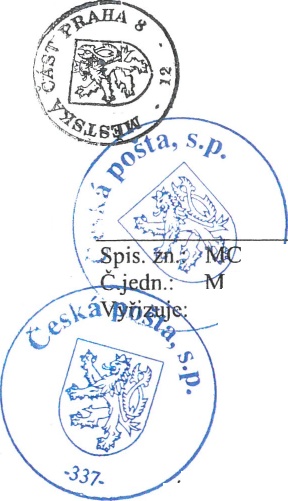 MĚSTSKÁ ČÁST PRAHA 8
- 12 -
Česká pošta, s.p.
Spis. zn.: MC
Č.jedn.: M
Vyřizuje:
Česká pošta, s.p.
-337-